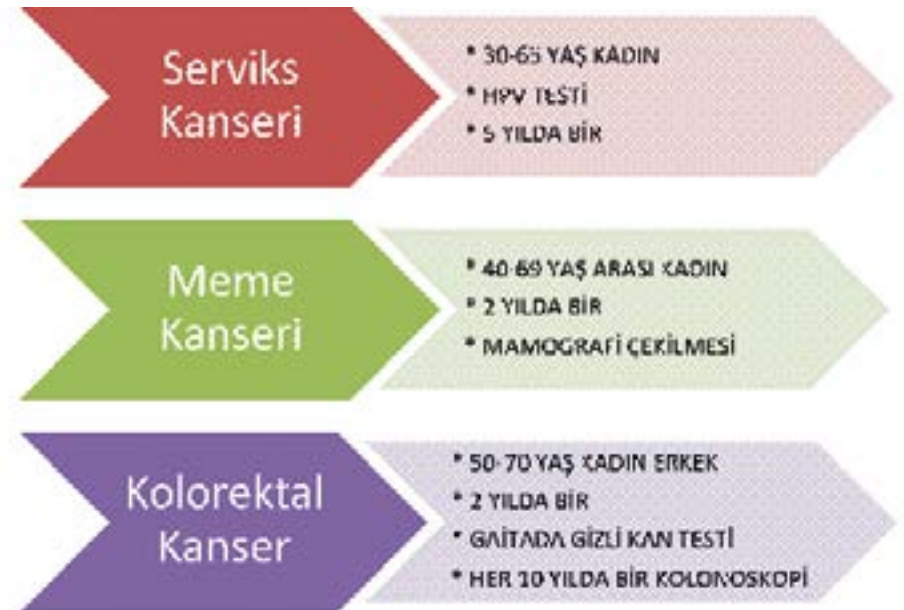 Serviks
Kanseri
* 30-65 YAŞ KADIN
* HPV TESTİ
* 5 YILDA BİR
Meme
Kanseri
* 40-69 YAŞ ARASI KADIN
* 2 YILDA BİR
* MAMOGRAFİ ÇEKİLMESİ
Kolorektal
Kanser
* 50-70 YAŞ KADIN ERKEK
* 2 YILDA BİR
* GAİTADA GİZLİ KAN TESTİ
* HER 10 YILDA BİR KOLONOSKOPİ